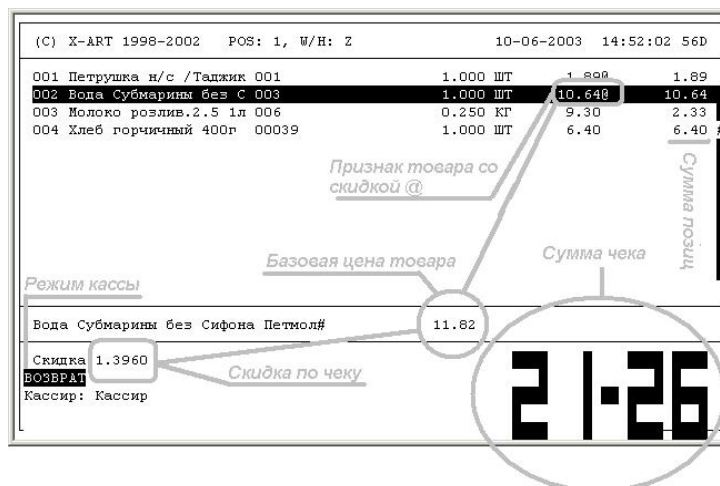 (C) X-ART 1998-2002 POS: 1, W/H: Z 10-06-2003 14:52:02 56D
001 Петрушка н/с /Таджик 001 1.000 ШТ 1.89@ 1.89
002 Вода Субмарины без С 003 1.000 ШТ 10.64@ 10.64
003 Молоко розлив.2.5 1л 006 0.250 КГ 9.30 2.33
004 Хлеб горчичный 400г 00039 1.000 ШТ 6.40 6.40 #
Признак товара со
скидкой @
Сумма позиц
Базовая цена товара
Сумма чека
Режим кассы
Вода Субмарины без Сифона Петмол# 11.82
Скидка 1.3960
ВОЗВРАТ
Скидка по чеку
Кассир: Кассир
21-26